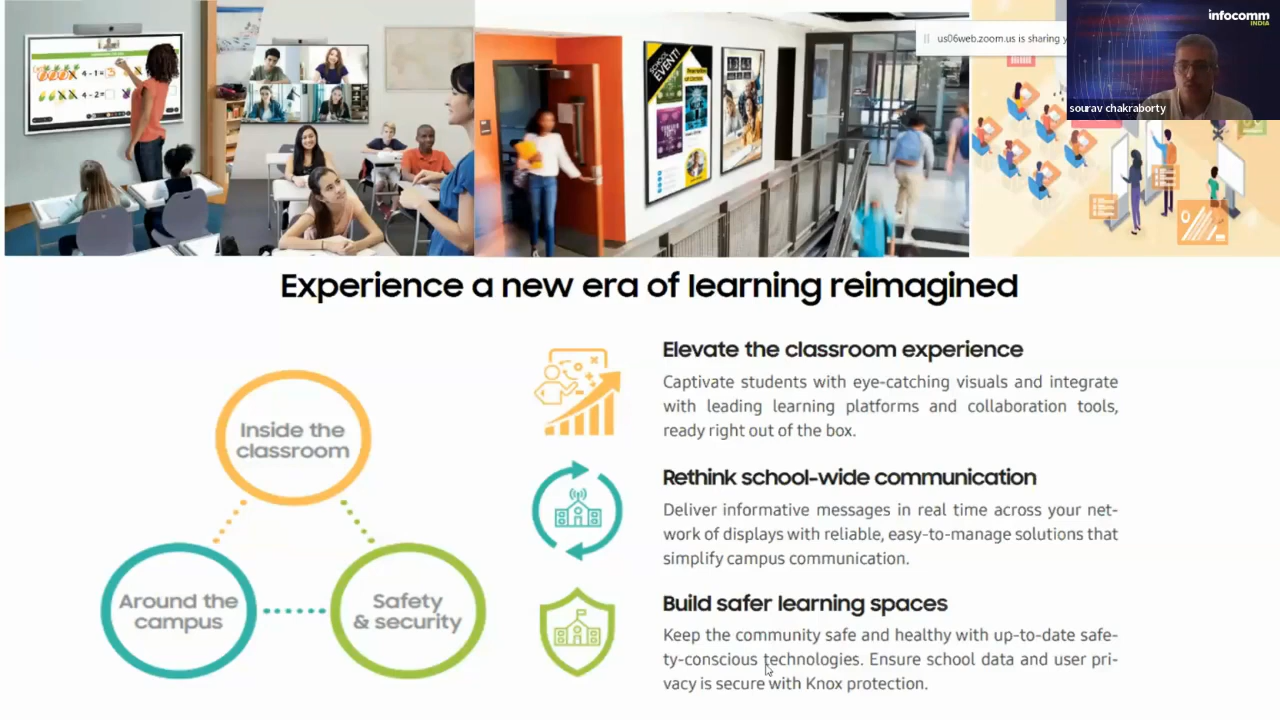 infocomm
INDIA
us06web.zoom.us is sharing y
sourav chakraborty
4 - 1 =
4 - 2 =
SCHOOL
EVENT!
Experience a new era of learning reimagined
Inside the
classroom
Around the
campus
Safety
& security
Elevate the classroom experience
Captivate students with eye-catching visuals and integrate
with leading learning platforms and collaboration tools,
ready right out of the box.
Rethink school-wide communication
Deliver informative messages in real time across your net-
work of displays with reliable, easy-to-manage solutions that
simplify campus communication.
Build safer learning spaces
Keep the community safe and healthy with up-to-date safe-
ty-conscious technologies. Ensure school data and user pri-
vacy is secure with Knox protection.